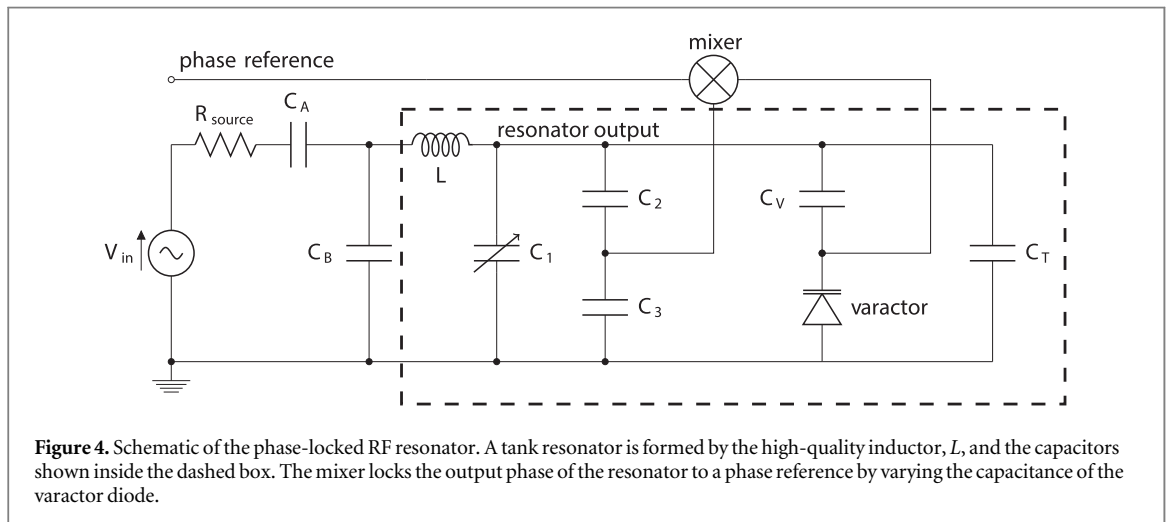 mixer
phase reference
R source
C A
resonator output
L
V in
C B
C 1
C 2
C 3
C V
varactor
C T
Figure 4. Schematic of the phase-locked RF resonator. A tank resonator is formed by the high-quality inductor, L, and the capacitors
shown inside the dashed box. The mixer locks the output phase of the resonator to a phase reference by varying the capacitance of the
varactor diode.